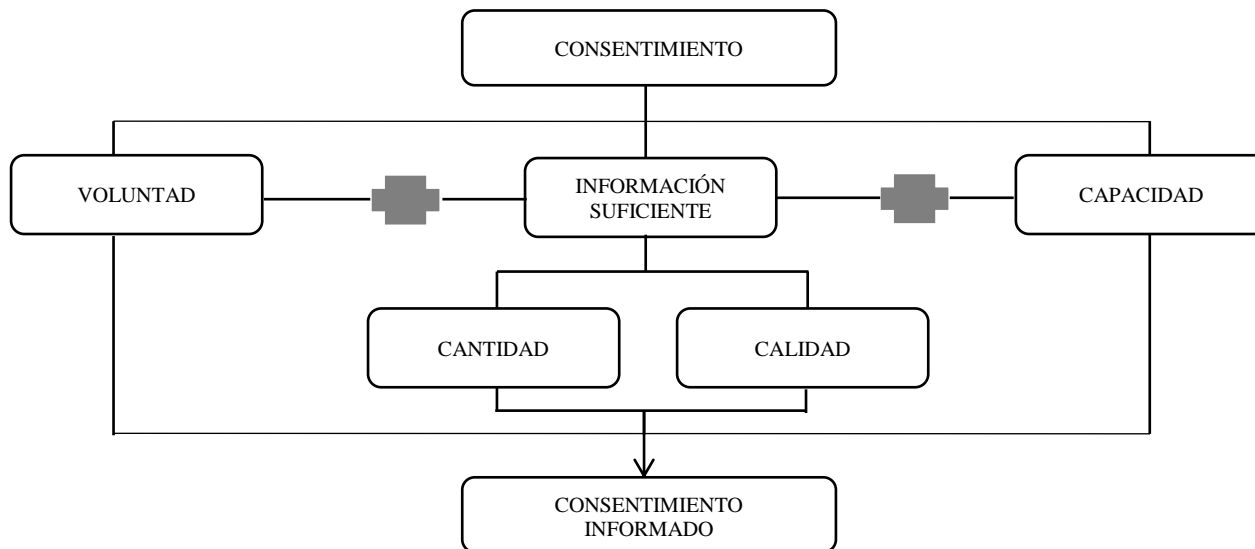 CONSENTIMIENTO
VOLUNTAD
INFORMACIÓN
SUFICIENTE
CAPACIDAD
CANTIDAD
CALIDAD
CONSENTIMIENTO
INFORMADO